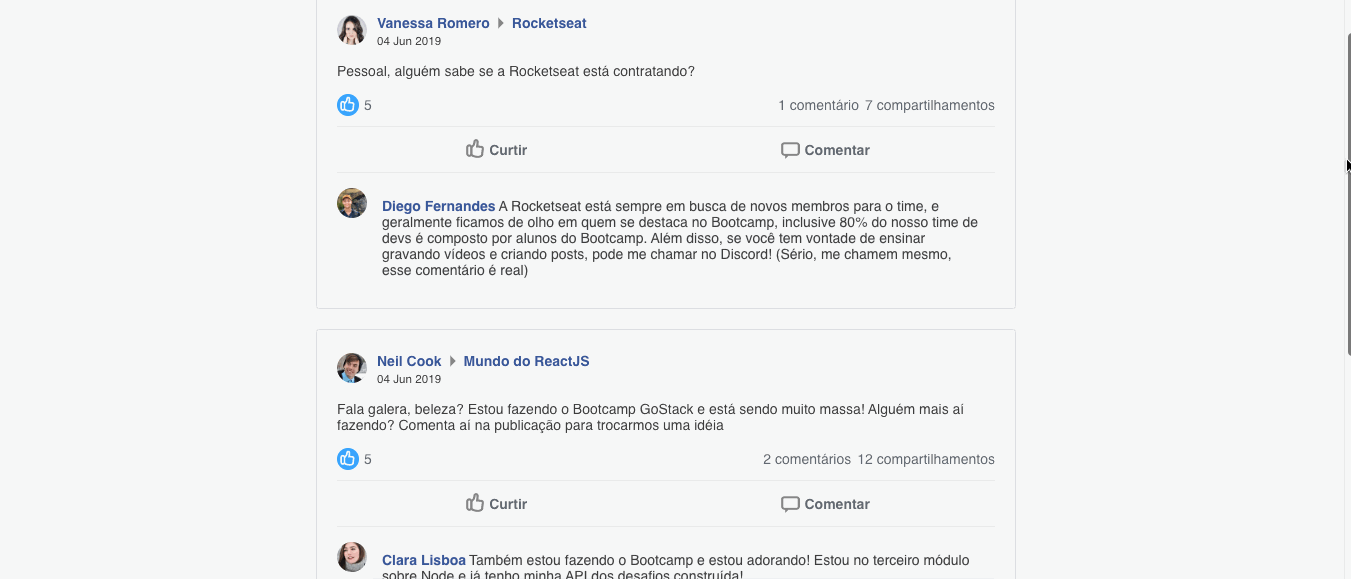 Vanessa Romero Rocketseat
04 Jun 2019
Pessoal, alguém sabe se a Rocketseat está contratando?
5 1 comentário 7 compartilhamentos
Curtir Comentar
Diego Fernandes A Rocketseat está sempre em busca de novos membros para o time, e
geralmente ficamos de olho em quem se destaca no Bootcamp, inclusive 80% do nosso time de
devs é composto por alunos do Bootcamp. Além disso, se você tem vontade de ensinar
gravando vídeos e criando posts, pode me chamar no Discord! (Sério, me chamem mesmo,
esse comentário é real)
Neil Cook Mundo do ReactJS
04 Jun 2019
Fala galera, beleza? Estou fazendo o Bootcamp GoStack e está sendo muito massa! Alguém mais aí
fazendo? Comenta aí na publicação para trocarmos uma idéia
5 2 comentários 12 compartilhamentos
Curtir Comentar
Clara Lisboa Também estou fazendo o Bootcamp e estou adorando! Estou no terceiro módulo
sobre Node e já tenho minha API dos desafios construída!